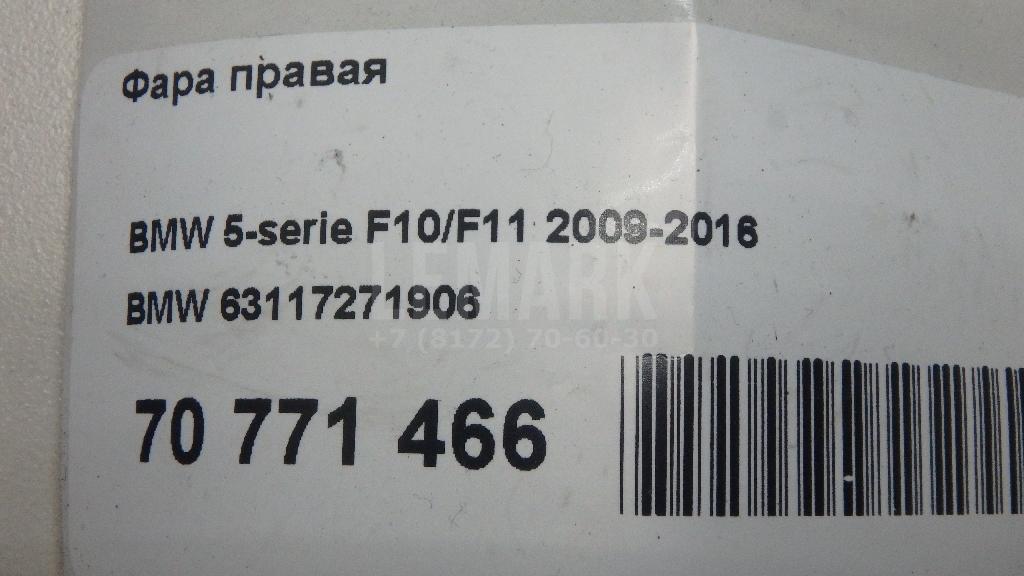 Фара правая
BMW 5-serie F10/F11 2009-2016
BMW 63117271906
LEMARK
+7 (8172) 70-60-30
70 771 466